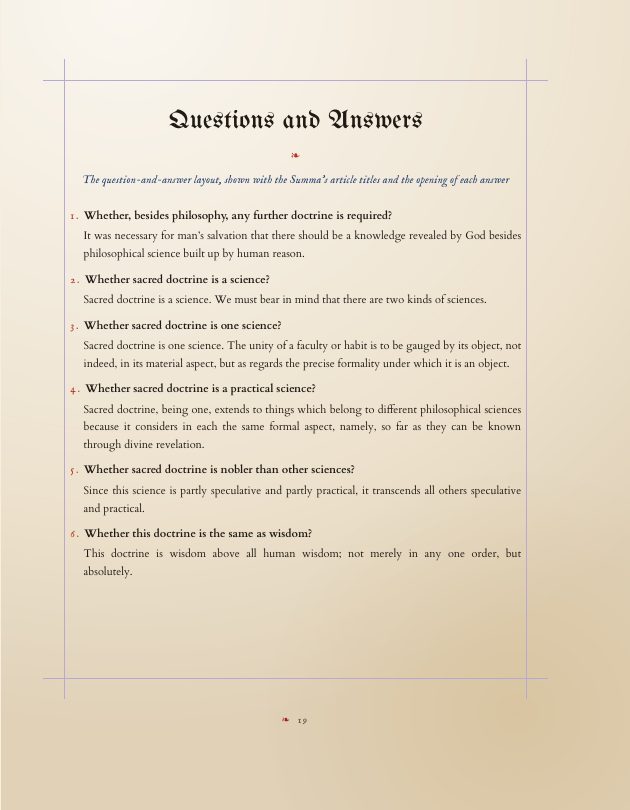 Questions and Answers
❧
The question-and-answer layout, shown with the Summa's article titles and the opening of each answer
1. Whether, besides philosophy, any further doctrine is required?
It was necessary for man's salvation that there should be a knowledge revealed by God besides
philosophical science built up by human reason.
2. Whether sacred doctrine is a science?
Sacred doctrine is a science. We must bear in mind that there are two kinds of sciences.
3. Whether sacred doctrine is one science?
Sacred doctrine is one science. The unity of a faculty or habit is to be gauged by its object, not
indeed, in its material aspect, but as regards the precise formality under which it is an object.
4. Whether sacred doctrine is a practical science?
Sacred doctrine, being one, extends to things which belong to different philosophical sciences
because it considers in each the same formal aspect, namely, so far as they can be known
through divine revelation.
5. Whether sacred doctrine is nobler than other sciences?
Since this science is partly speculative and partly practical, it transcends all others speculative
and practical.
6. Whether this doctrine is the same as wisdom?
This doctrine is wisdom above all human wisdom; not merely in any one order, but
absolutely.
❧ 19